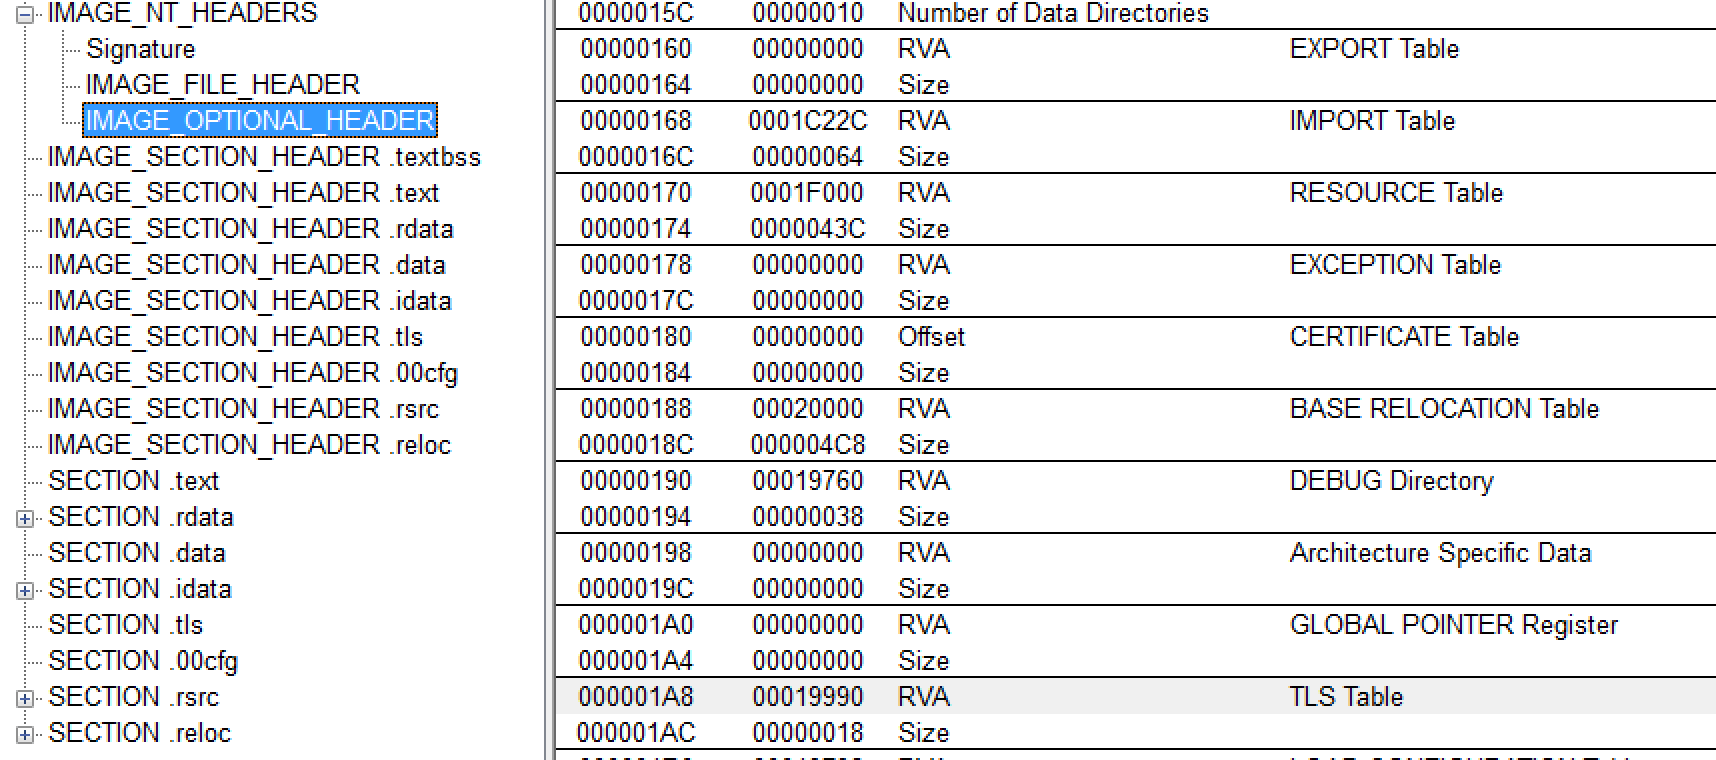 IMAGE_NT_HEADERS
Signature
IMAGE_FILE_HEADER
IMAGE_OPTIONAL_HEADER
IMAGE_SECTION_HEADER .textbss
IMAGE_SECTION_HEADER .text
IMAGE_SECTION_HEADER .rdata
IMAGE_SECTION_HEADER .data
IMAGE_SECTION_HEADER .idata
IMAGE_SECTION_HEADER .tls
IMAGE_SECTION_HEADER .00cfg
IMAGE_SECTION_HEADER .rsrc
IMAGE_SECTION_HEADER .reloc
SECTION .text
SECTION .rdata
SECTION .data
SECTION .idata
SECTION .tls
SECTION .00cfg
SECTION .rsrc
SECTION .reloc
0000015C 00000010 Number of Data Directories
00000160 00000000 RVA EXPORT Table
00000164 00000000 Size
00000168 0001C22C RVA IMPORT Table
0000016C 00000064 Size
00000170 0001F000 RVA RESOURCE Table
00000174 0000043C Size
00000178 00000000 RVA EXCEPTION Table
0000017C 00000000 Size
00000180 00000000 Offset CERTIFICATE Table
00000184 00000000 Size
00000188 00020000 RVA BASE RELOCATION Table
0000018C 000004C8 Size
00000190 00019760 RVA DEBUG Directory
00000194 00000038 Size
00000198 00000000 RVA Architecture Specific Data
0000019C 00000000 Size
000001A0 00000000 RVA GLOBAL POINTER Register
000001A4 00000000 Size
000001A8 00019990 RVA TLS Table
000001AC 00000018 Size